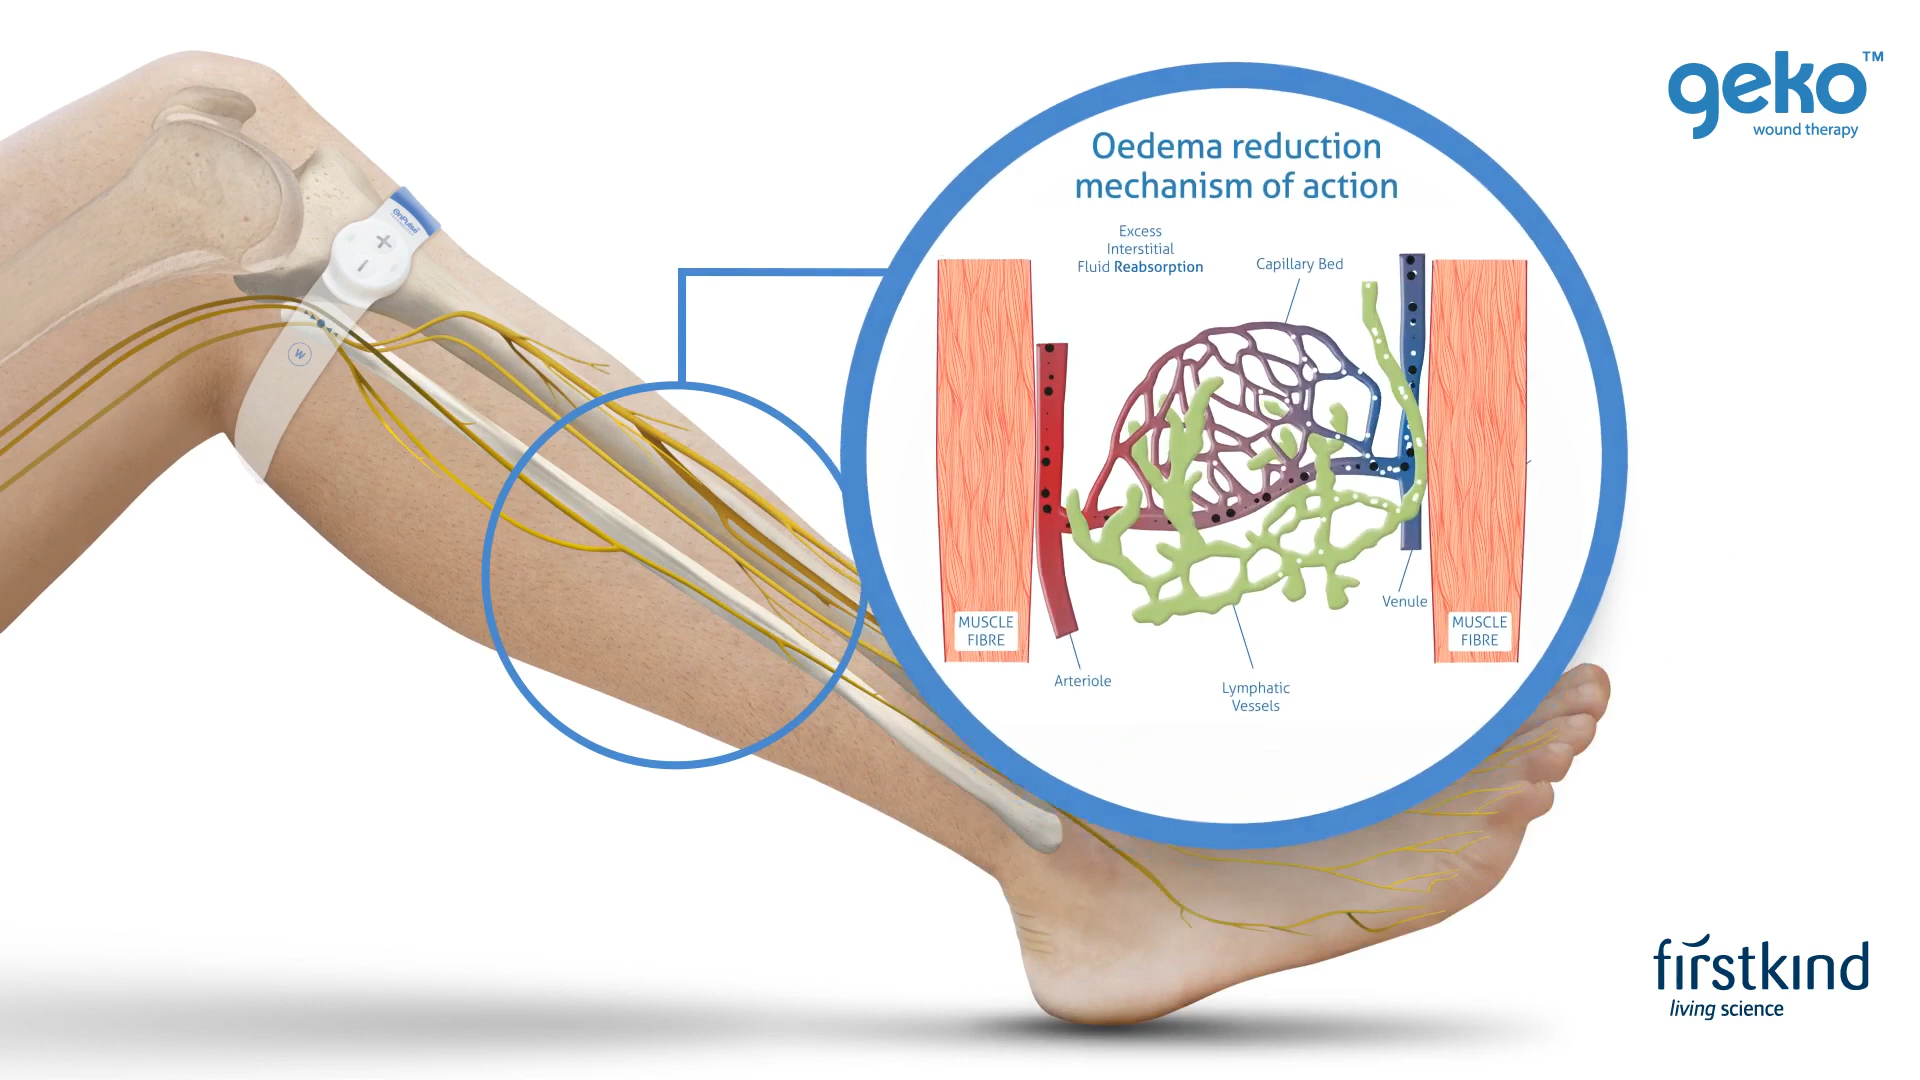 geko™
wound therapy
Oedema reduction
mechanism of action
Excess
Interstitial
Fluid Reabsorption
Capillary Bed
MUSCLE
FIBRE
MUSCLE
FIBRE
Venule
Arteriole
Lymphatic
Vessels
OnPulse
W
firstkind
living science